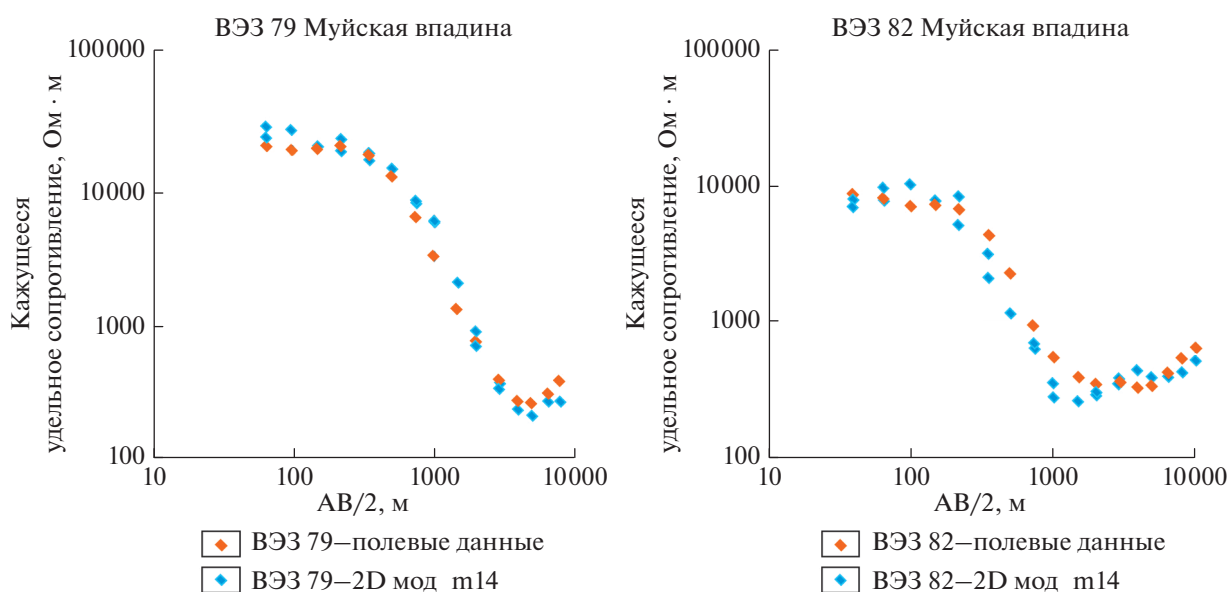 ВЭЗ 79 Муйская впадина
100000
10000
1000
100
10
100
1000
10000
Кажущееся
удельное сопротивление, Ом · м
AB/2, м
ВЭЗ 79–полевые данные
ВЭЗ 79–2D мод m14
ВЭЗ 82 Муйская впадина
100000
10000
1000
100
10
100
1000
10000
Кажущееся
удельное сопротивление, Ом · м
AB/2, м
ВЭЗ 82–полевые данные
ВЭЗ 82–2D мод m14